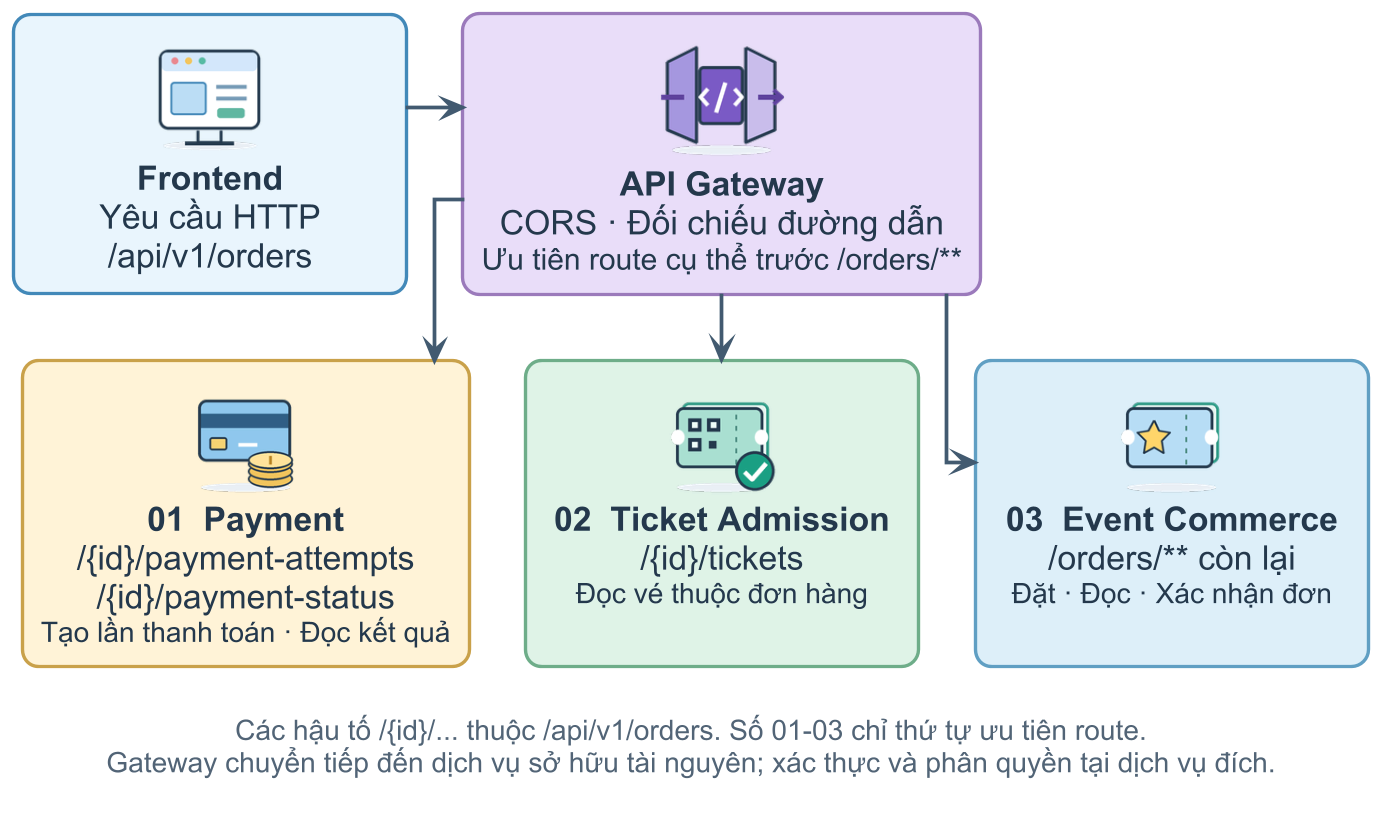 Frontend
Yêu cầu HTTP
/api/v1/orders
API Gateway
CORS · Đối chiếu đường dẫn
Ưu tiên route cụ thể trước /orders/**
01 Payment
/{id}/payment-attempts
/{id}/payment-status
Tạo lần thanh toán · Đọc kết quả
02 Ticket Admission
/{id}/tickets
Đọc vé thuộc đơn hàng
03 Event Commerce
/orders/** còn lại
Đặt · Đọc · Xác nhận đơn
Các hậu tố /{id}/... thuộc /api/v1/orders. Số 01-03 chỉ thứ tự ưu tiên route.
Gateway chuyển tiếp đến dịch vụ sở hữu tài nguyên; xác thực và phân quyền tại dịch vụ đích.